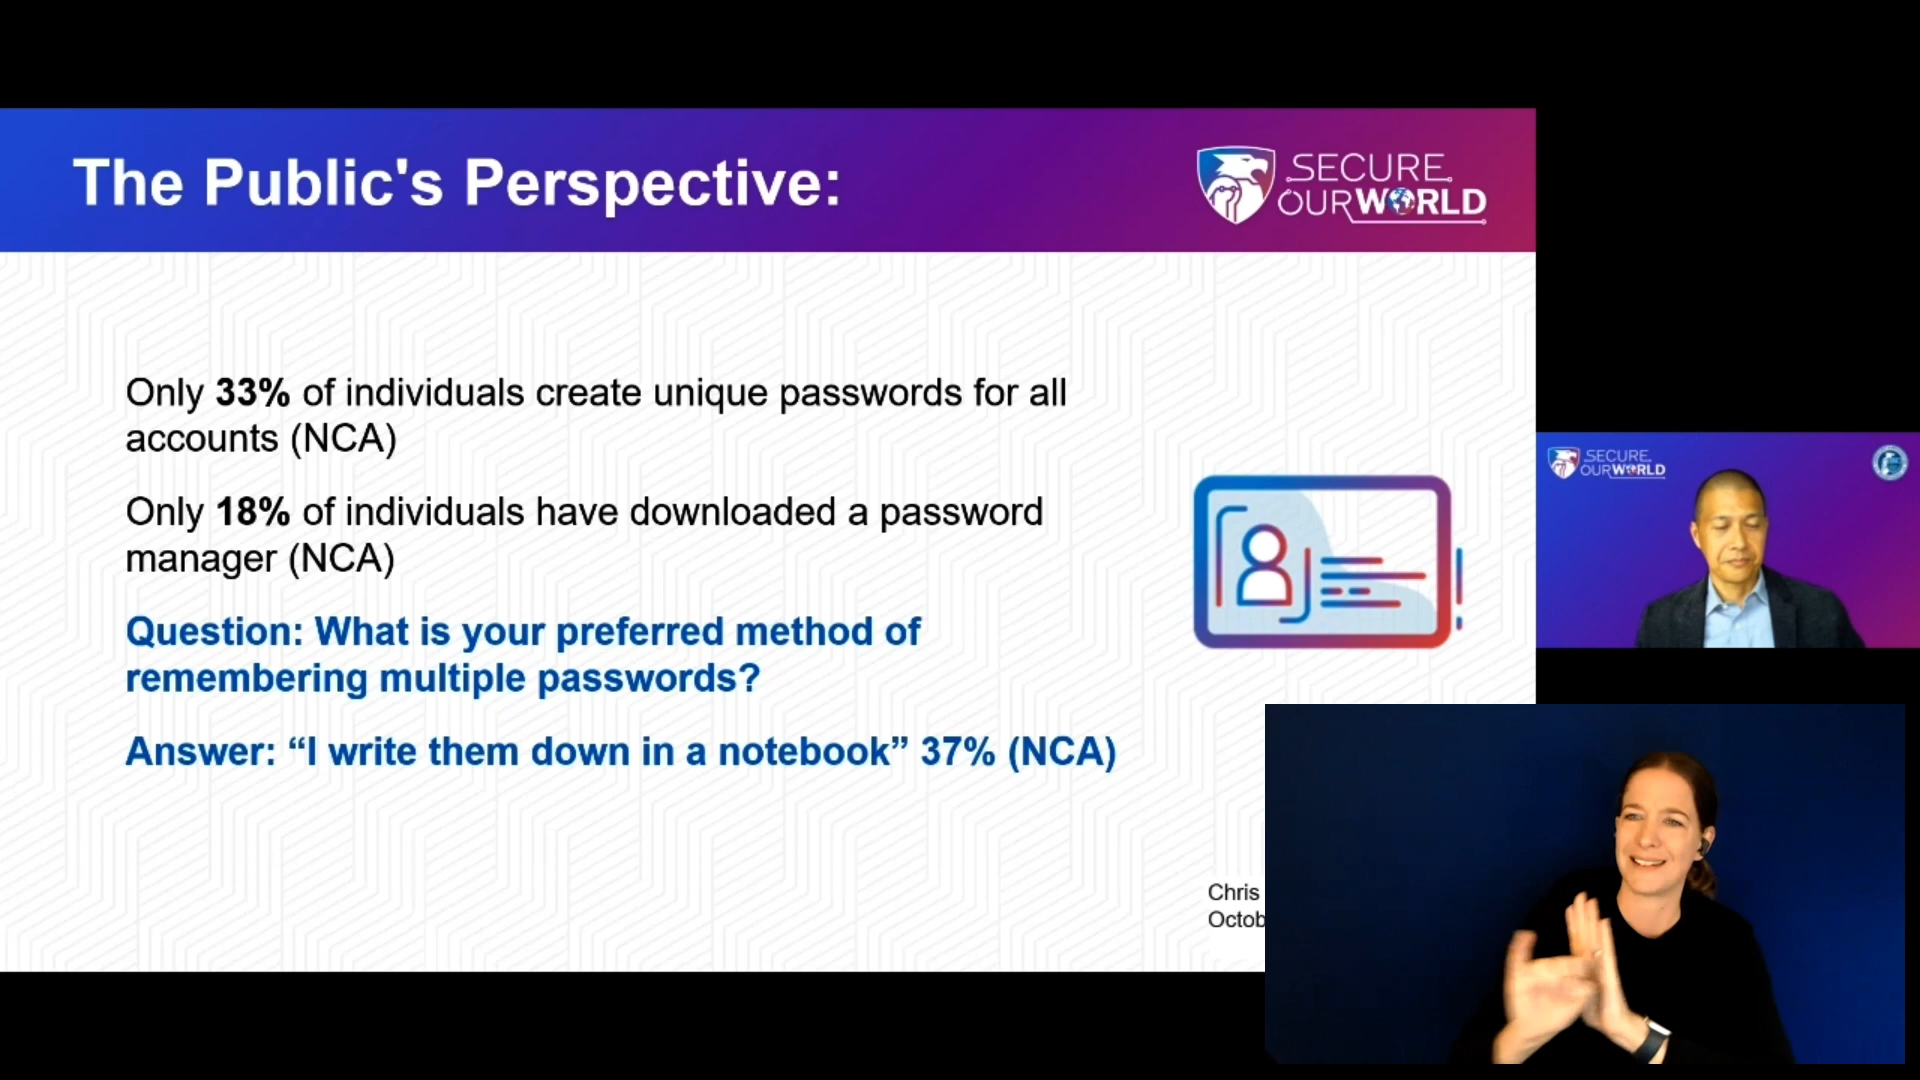 The Public's Perspective:
SECURE
OUR WORLD
Only 33% of individuals create unique passwords for all
accounts (NCA)
Only 18% of individuals have downloaded a password
manager (NCA)
Question: What is your preferred method of
remembering multiple passwords?
Answer: “I write them down in a notebook” 37% (NCA)
Chris
Octob
SECURE
OUR WORLD